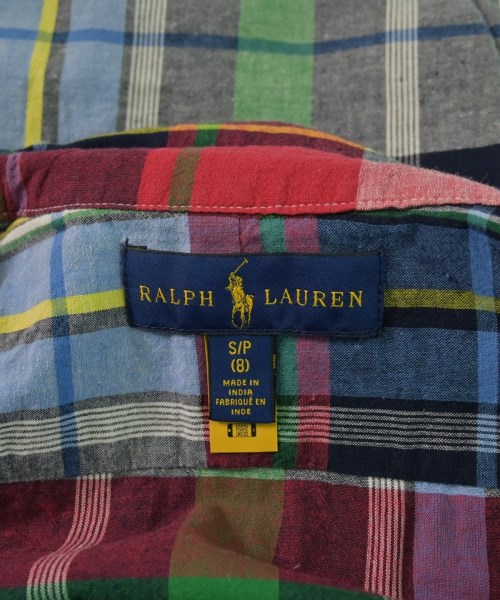 RALPH LAUREN
S/P
(8)
MADE IN
INDIA
FABRIQUÉ EN
INDE